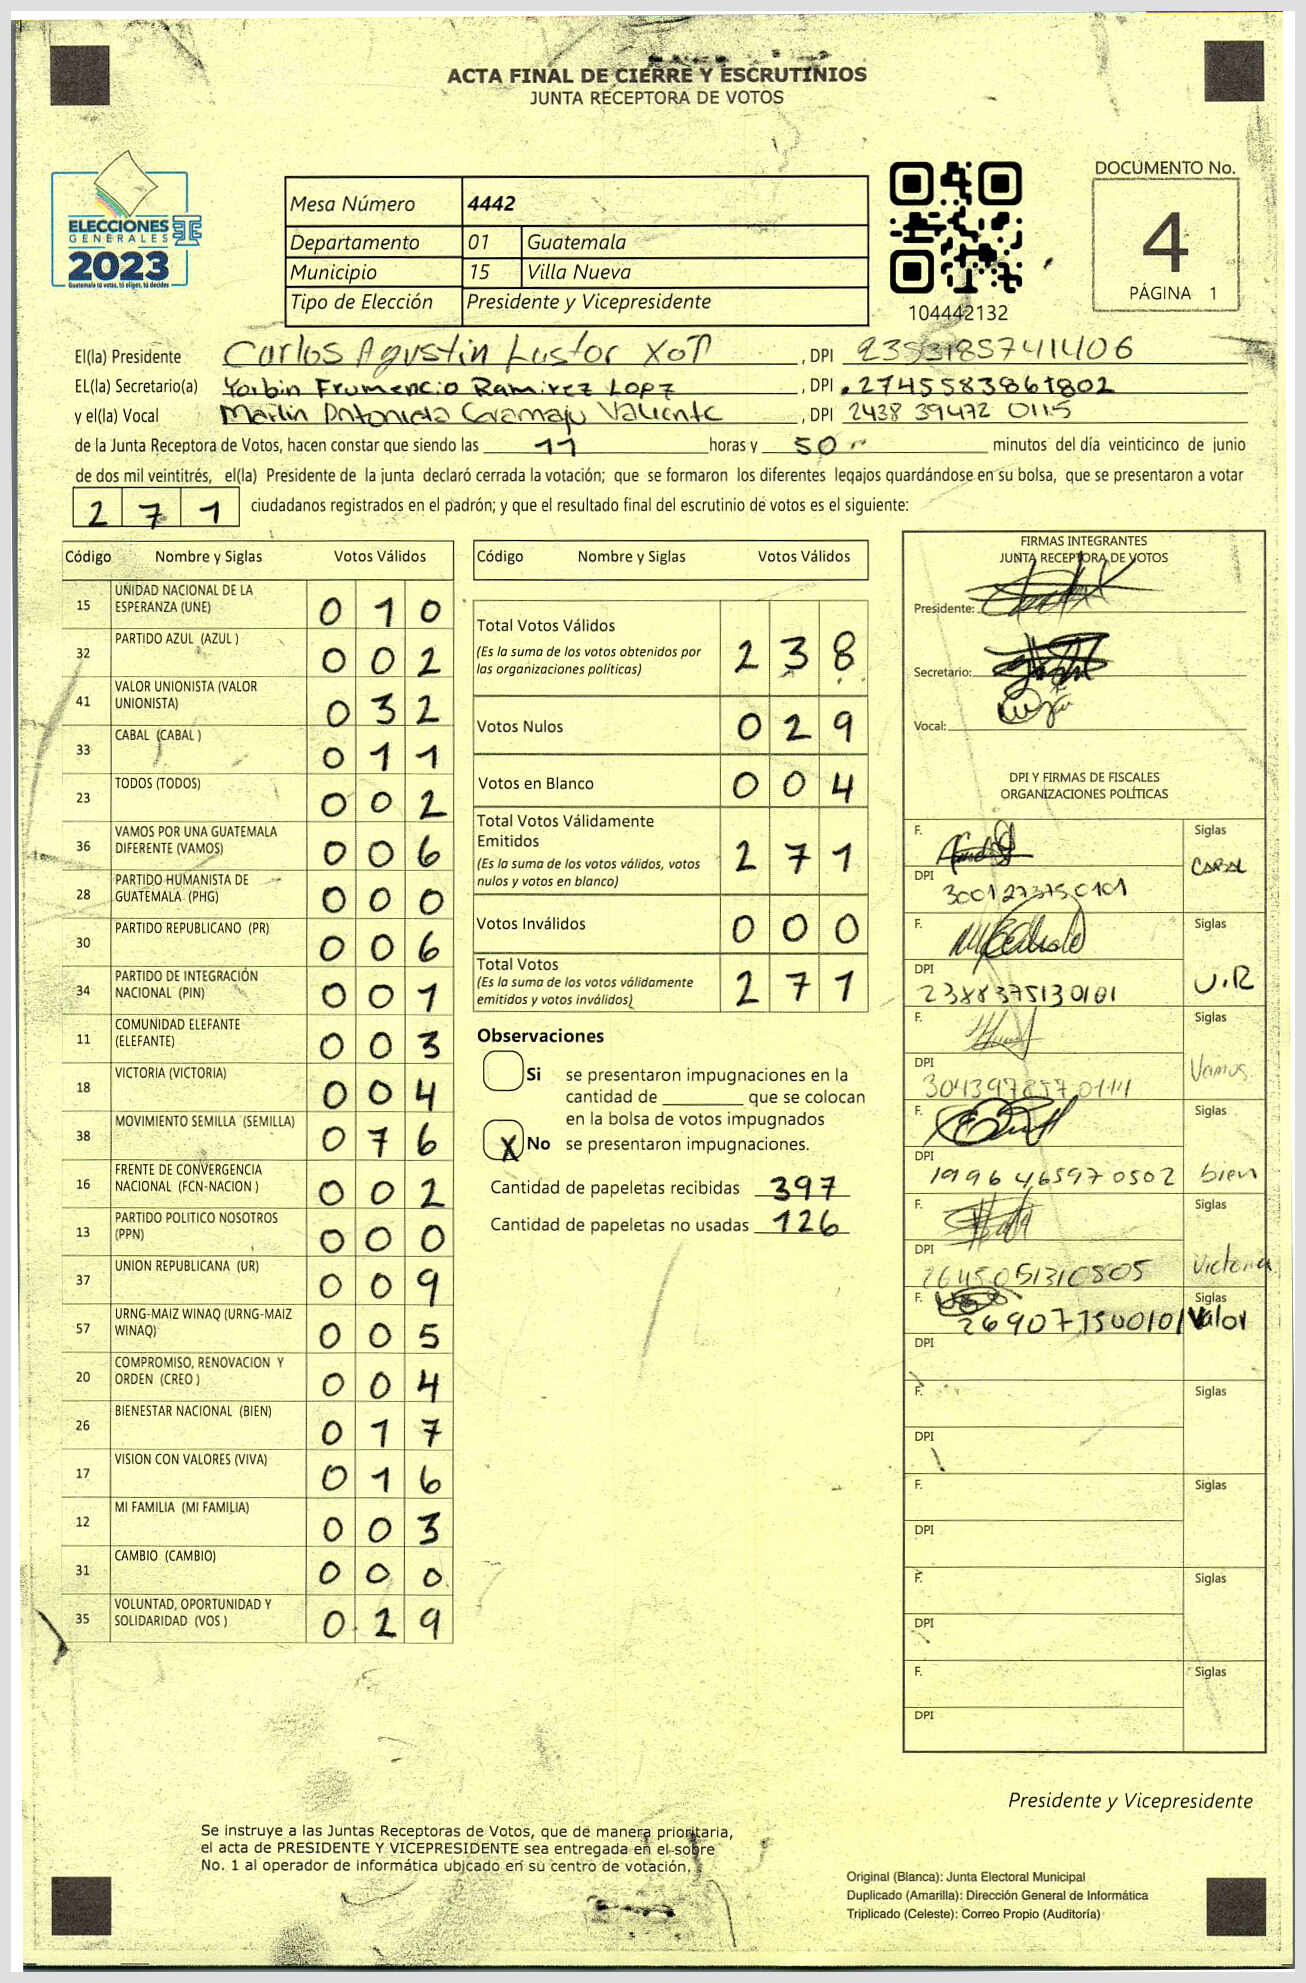 ACTA FINAL DE CIERRE Y ESCRUTINIOS
JUNTA RECEPTORA DE VOTOS
ELECCIONES
GENERALES
2023
Guatemala tú votas, tú eliges, tú decides
Mesa Número 4442
Departamento 01 Guatemala
Municipio 15 Villa Nueva
Tipo de Elección Presidente y Vicepresidente
104442132
DOCUMENTO No.
4
PÁGINA 1
El(la) Presidente Carlos Agustin XoT , DPI 2353185741406
EL(la) Secretario(a) Yorbin Frumencio Ramirez Lopz , DPI 2745583861802
y el(la) Vocal Marlin Antonieta Caramaju Valiente , DPI 2438 39472 0115
de la Junta Receptora de Votos, hacen constar que siendo las 11 horas y 50 minutos del día veinticinco de junio
de dos mil veintitrés, el(la) Presidente de la junta declaró cerrada la votación; que se formaron los diferentes legajos guardándose en su bolsa, que se presentaron a votar
2 7 1 ciudadanos registrados en el padrón; y que el resultado final del escrutinio de votos es el siguiente:
Código Nombre y Siglas Votos Válidos
15 UNIDAD NACIONAL DE LA ESPERANZA (UNE) 0 1 0
32 PARTIDO AZUL (AZUL ) 0 0 2
41 VALOR UNIONISTA (VALOR UNIONISTA) 0 3 2
33 CABAL (CABAL ) 0 1 1
23 TODOS (TODOS) 0 0 2
36 VAMOS POR UNA GUATEMALA DIFERENTE (VAMOS) 0 0 6
28 PARTIDO HUMANISTA DE GUATEMALA (PHG) 0 0 0
30 PARTIDO REPUBLICANO (PR) 0 0 6
34 PARTIDO DE INTEGRACIÓN NACIONAL (PIN) 0 0 1
11 COMUNIDAD ELEFANTE (ELEFANTE) 0 0 3
18 VICTORIA (VICTORIA) 0 0 4
38 MOVIMIENTO SEMILLA (SEMILLA) 0 7 6
16 FRENTE DE CONVERGENCIA NACIONAL (FCN-NACION ) 0 0 2
13 PARTIDO POLITICO NOSOTROS (PPN) 0 0 0
37 UNION REPUBLICANA (UR) 0 0 9
57 URNG-MAIZ WINAQ (URNG-MAIZ WINAQ) 0 0 5
20 COMPROMISO, RENOVACION Y ORDEN (CREO ) 0 0 4
26 BIENESTAR NACIONAL (BIEN) 0 1 7
17 VISION CON VALORES (VIVA) 0 1 6
12 MI FAMILIA (MI FAMILIA) 0 0 3
31 CAMBIO (CAMBIO) 0 0 0
35 VOLUNTAD, OPORTUNIDAD Y SOLIDARIDAD (VOS ) 0 2 9
Código Nombre y Siglas Votos Válidos
Total Votos Válidos 2 3 8
(Es la suma de los votos obtenidos por
las organizaciones políticas)
Votos Nulos 0 2 9
Votos en Blanco 0 0 4
Total Votos Válidamente
Emitidos 2 7 1
(Es la suma de los votos válidos, votos
nulos y votos en blanco)
Votos Inválidos 0 0 0
Total Votos 2 7 1
(Es la suma de los votos válidamente
emitidos y votos inválidos)
Observaciones
Si se presentaron impugnaciones en la
cantidad de ________ que se colocan
en la bolsa de votos impugnados
X No se presentaron impugnaciones.
Cantidad de papeletas recibidas 397
Cantidad de papeletas no usadas 126
FIRMAS INTEGRANTES
JUNTA RECEPTORA DE VOTOS
Presidente:
Secretario:
Vocal:
DPI Y FIRMAS DE FISCALES
ORGANIZACIONES POLÍTICAS
F. Siglas
CABAL
DPI 3001273750101
F. Siglas
U.R
DPI 2388375130101
F. Siglas
Vamos
DPI 3043978570111
F. Siglas
DPI 1996465970502 bien
F. Siglas
DPI 2645051310805 Victoria
F. Siglas
2690771500101 Valor
DPI
F. Siglas
DPI
F. Siglas
DPI
F. Siglas
DPI
F. Siglas
DPI
Presidente y Vicepresidente
Se instruye a las Juntas Receptoras de Votos, que de manera prioritaria,
el acta de PRESIDENTE Y VICEPRESIDENTE sea entregada en el sobre
No. 1 al operador de informática ubicado en su centro de votación.
Original (Blanca): Junta Electoral Municipal
Duplicado (Amarilla): Dirección General de Informática
Triplicado (Celeste): Correo Propio (Auditoría)